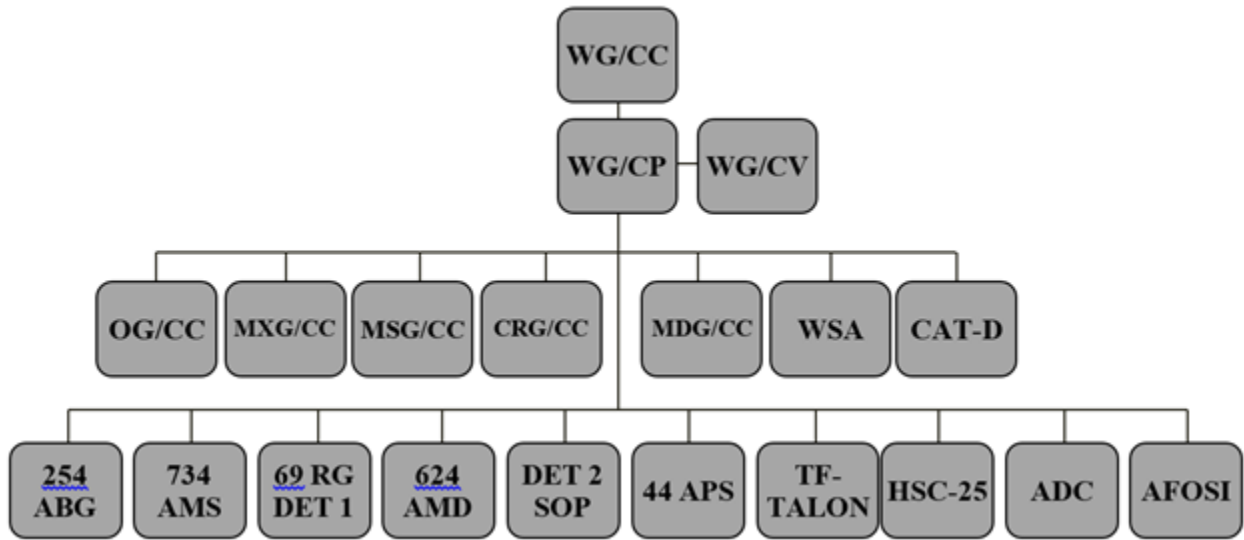 WG/CC
WG/CP
WG/CV
OG/CC
MXG/CC
MSG/CC
CRG/CC
MDG/CC
WSA
CAT-D
254
ABG
734
AMS
69 RG
DET 1
624
AMD
DET 2
SOP
44 APS
TF-
TALON
HSC-25
ADC
AFOSI